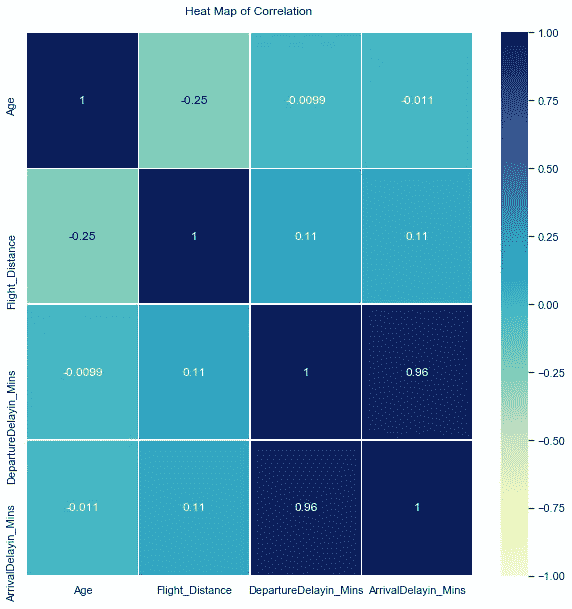 Heat Map of Correlation
Age
1
-0.25
-0.0099
-0.011
Flight_Distance
-0.25
1
0.11
0.11
DepartureDelayin_Mins
-0.0099
0.11
1
0.96
ArrivalDelayin_Mins
-0.011
0.11
0.96
1
Age
Flight_Distance
DepartureDelayin_Mins
ArrivalDelayin_Mins
1.00
0.75
0.50
0.25
0.00
-0.25
-0.50
-0.75
-1.00